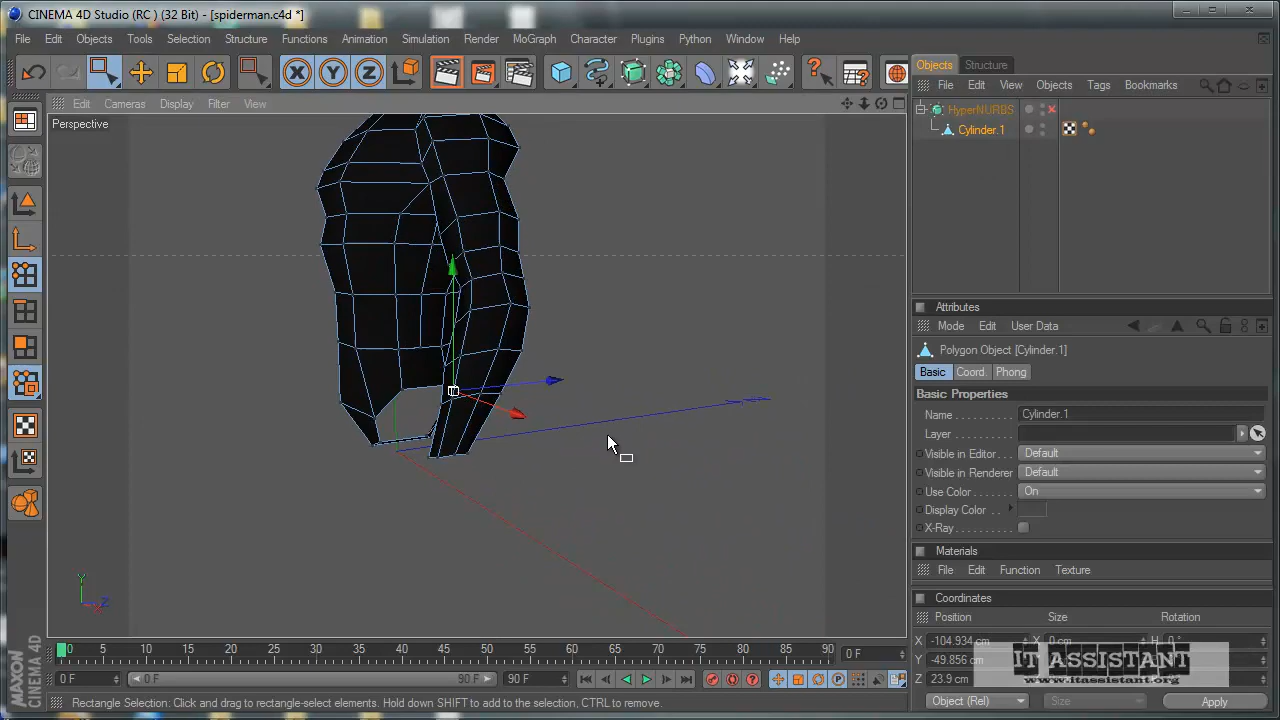 CINEMA 4D Studio (RC ) (32 Bit) - [spiderman.c4d *]
File Edit Objects Tools Selection Structure Functions Animation Simulation Render MoGraph Character Plugins Python Window Help
Objects Structure
File Edit View Objects Tags Bookmarks
Edit Cameras Display Filter View
Perspective
HyperNURBS
Cylinder.1
Attributes
Mode Edit User Data
Polygon Object [Cylinder.1]
Basic Coord. Phong
Basic Properties
Name Cylinder.1
Layer
Visible in Editor Default
Visible in Renderer Default
Use Color On
Display Color
X-Ray
Materials
File Edit Function Texture
Coordinates
Position Size Rotation
X -104.934 cm X 0 cm H 0 °
Y -49.856 cm
Z 23.9 cm
IT ASSISTANT
www.itassistant.org
Object (Rel) Size Apply
Y
Z
0 5 10 15 20 25 30 35 40 45 50 55 60 65 70 75 80 85 90 0 F
0 F 0 F 90 F 90 F
MAXON
CINEMA 4D
Rectangle Selection: Click and drag to rectangle-select elements. Hold down SHIFT to add to the selection, CTRL to remove.